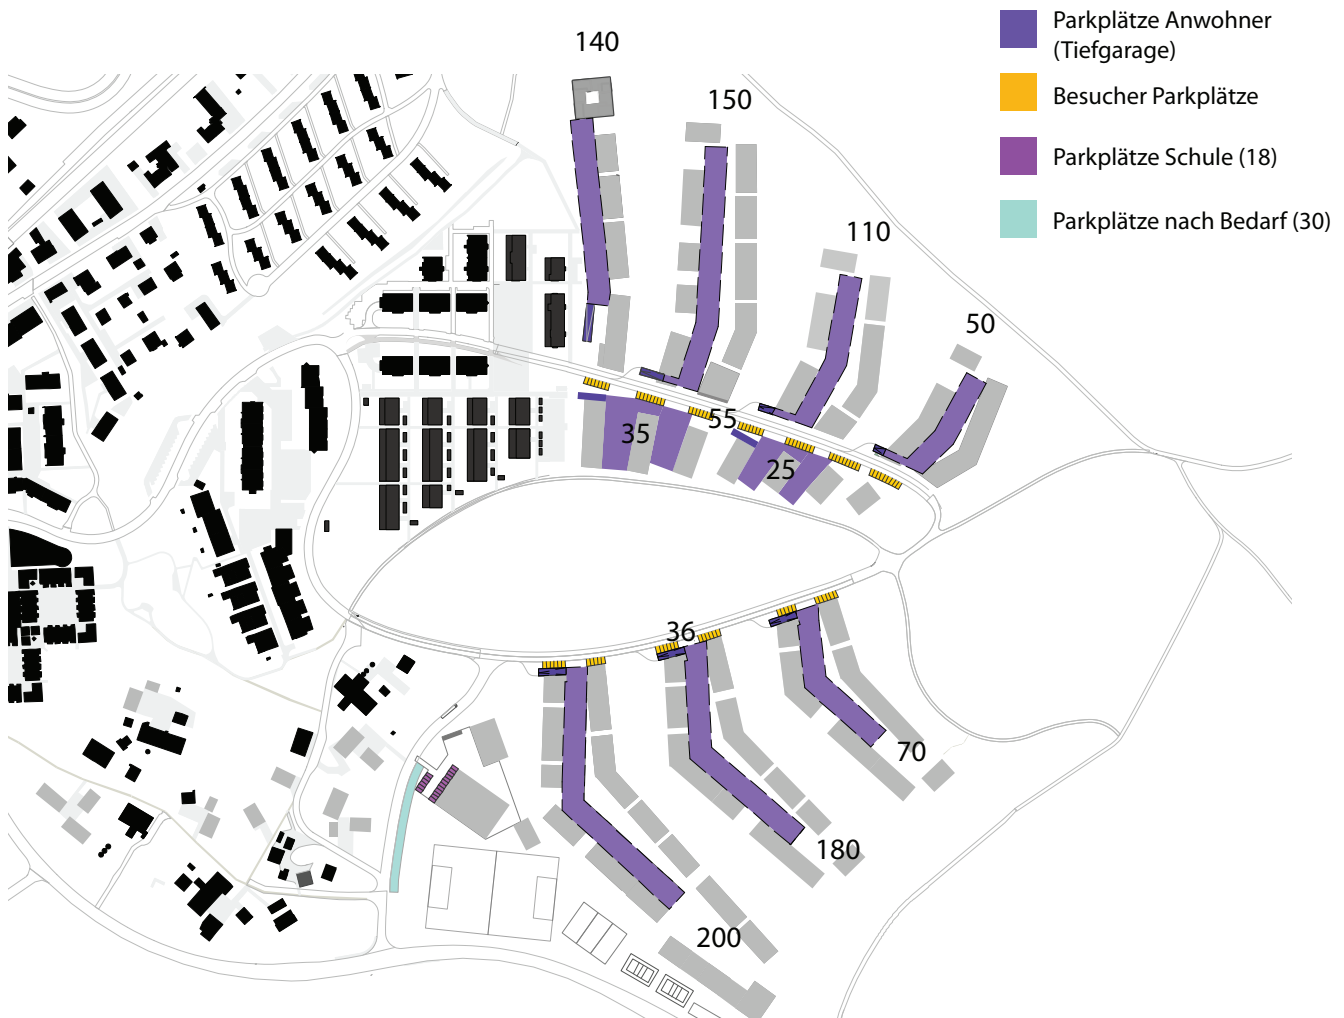 Parkplätze Anwohner
(Tiefgarage)
Besucher Parkplätze
Parkplätze Schule (18)
Parkplätze nach Bedarf (30)
140
150
110
50
55
35
25
36
70
180
200